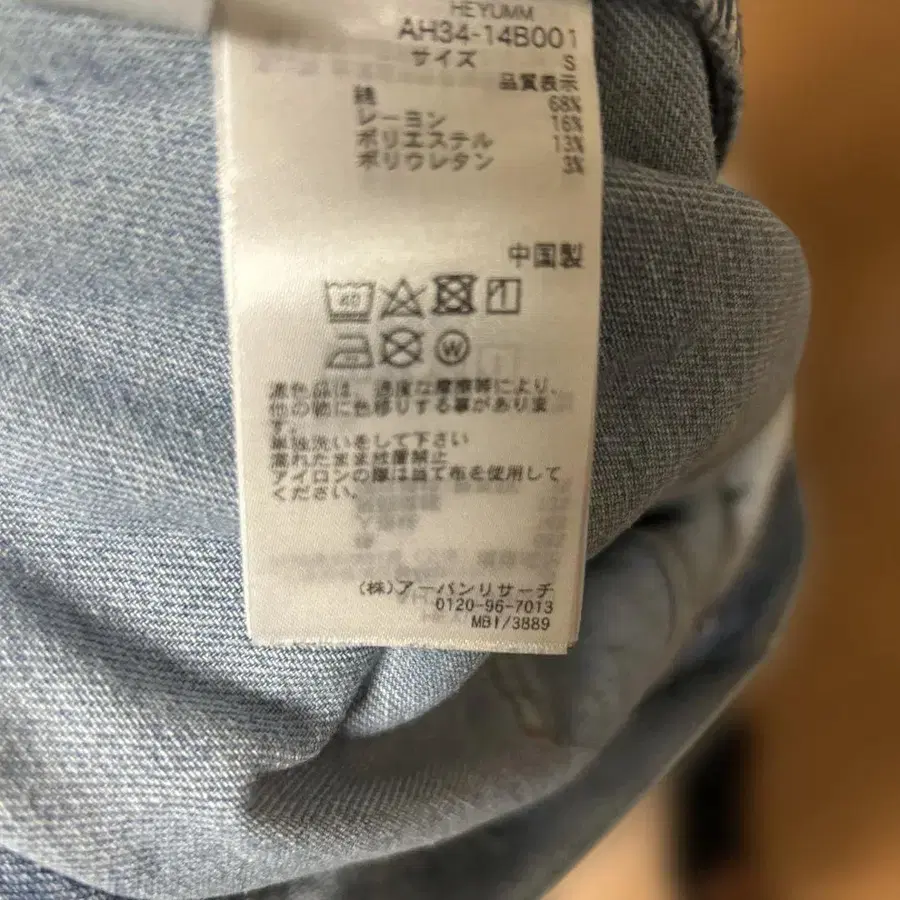 HEYUMM
AH34-14B001
サイズ S
品質表示
綿 68%
レーヨン 16%
ポリエステル 13%
ポリウレタン 3%
中国製
40
W
濃色品は、過度な摩擦等により、
他の物に色移りする事がありま
す。
単独洗いをして下さい
濡れたまま放置禁止
アイロンの際は当て布を使用して
ください。
(株)アーバンリサーチ
0120-96-7013
MB1/3889